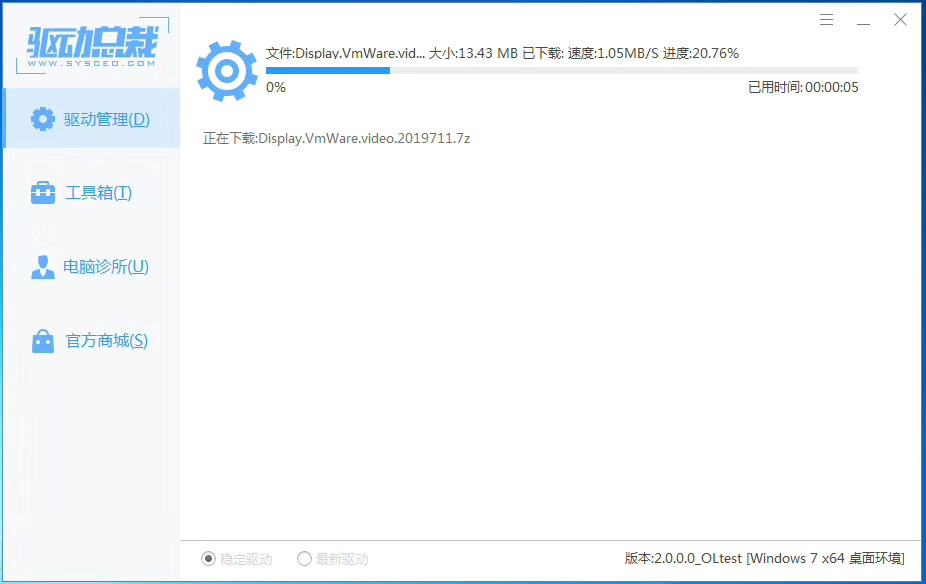 驱动总裁
WWW.SYSCEO.COM
驱动管理(D)
工具箱(T)
电脑诊所(U)
官方商城(S)
文件:Display.VmWare.vid... 大小:13.43 MB 已下载: 速度:1.05MB/S 进度:20.76%
0%
已用时间:00:00:05
正在下载:Display.VmWare.video.2019711.7z
稳定驱动
最新驱动
版本:2.0.0.0_OLtest [Windows 7 x64 桌面环境]